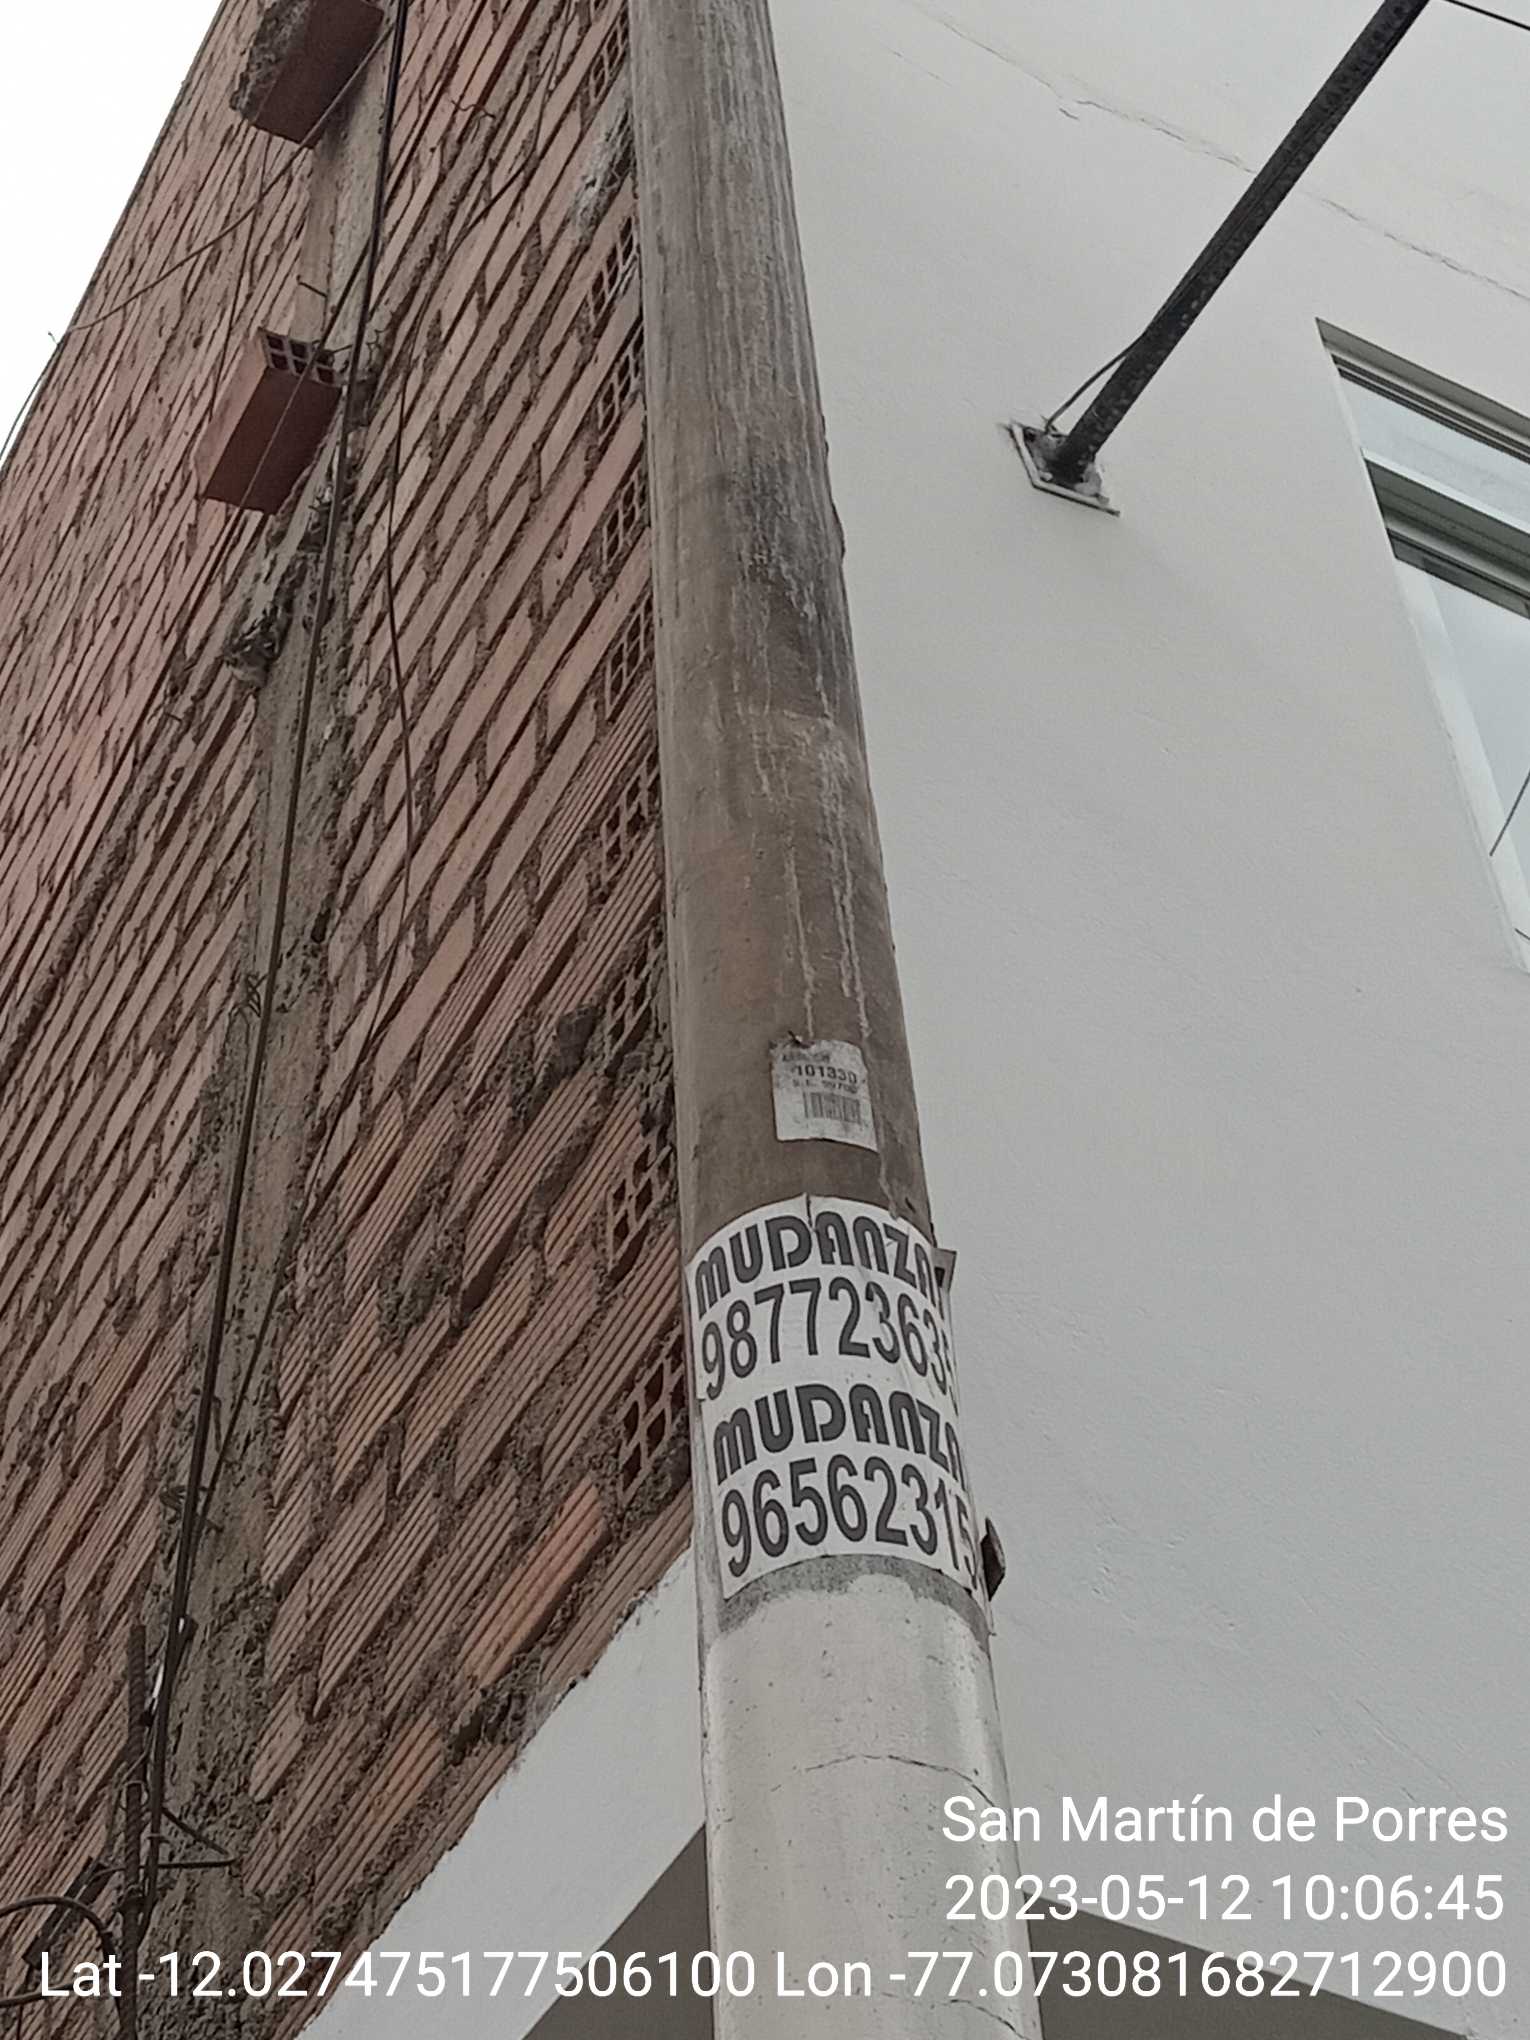 101330
MUDANZA
98772363
MUDANZA
96562315
San Martín de Porres
2023-05-12 10:06:45
Lat -12.027475177506100 Lon -77.073081682712900